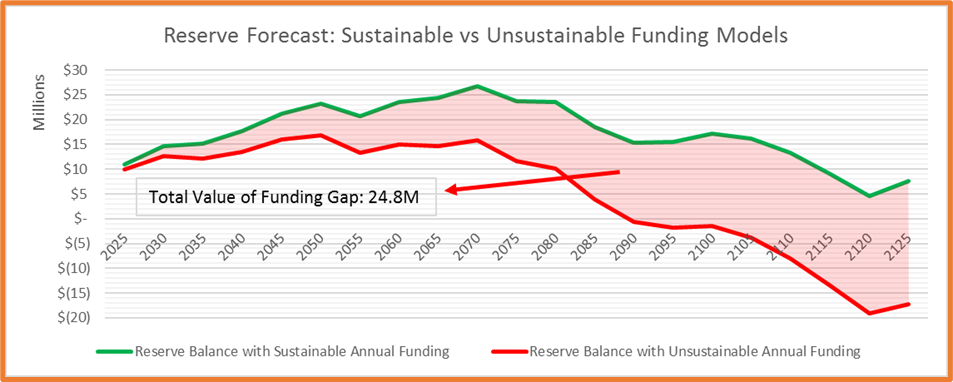 Reserve Forecast: Sustainable vs Unsustainable Funding Models
Millions
$30
$25
$20
$15
$10
$5
$-
$(5)
$(10)
$(15)
$(20)
Total Value of Funding Gap: 24.8M
2025 2030 2035 2040 2045 2050 2055 2060 2065 2070 2075 2080 2085 2090 2095 2100 2105 2110 2115 2120 2125
Reserve Balance with Sustainable Annual Funding Reserve Balance with Unsustainable Annual Funding